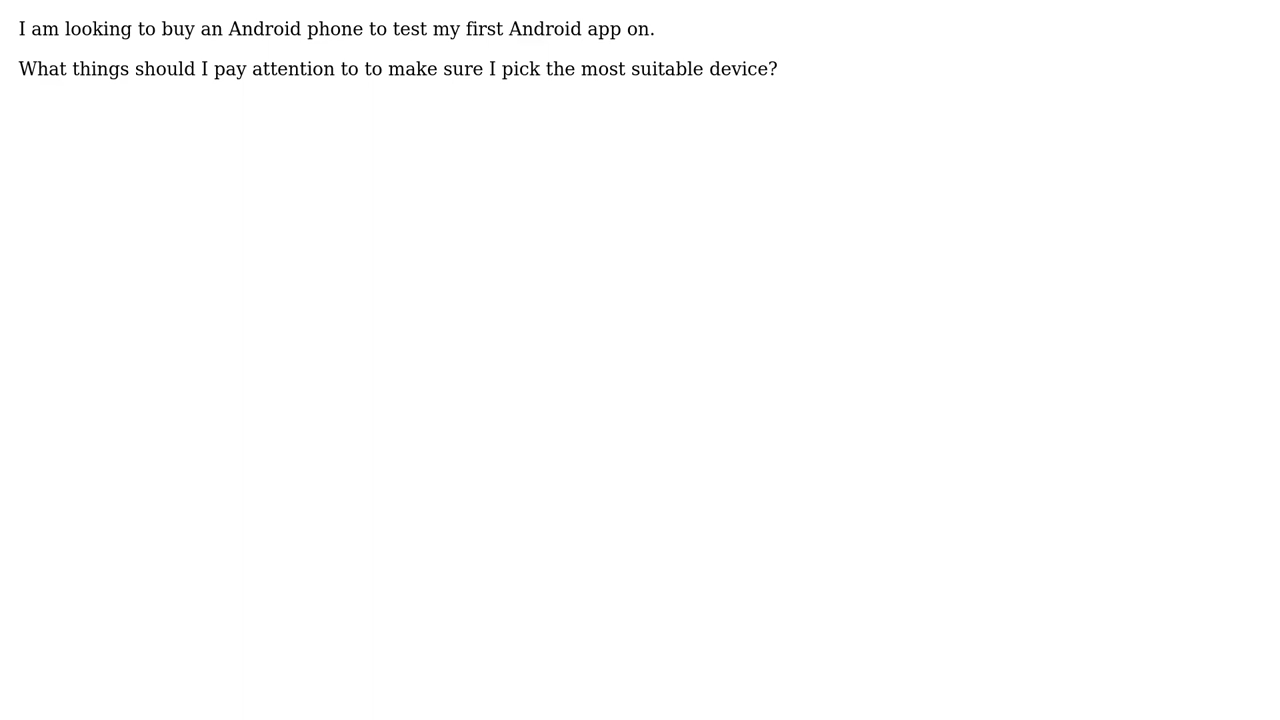 I am looking to buy an Android phone to test my first Android app on.
What things should I pay attention to to make sure I pick the most suitable device?